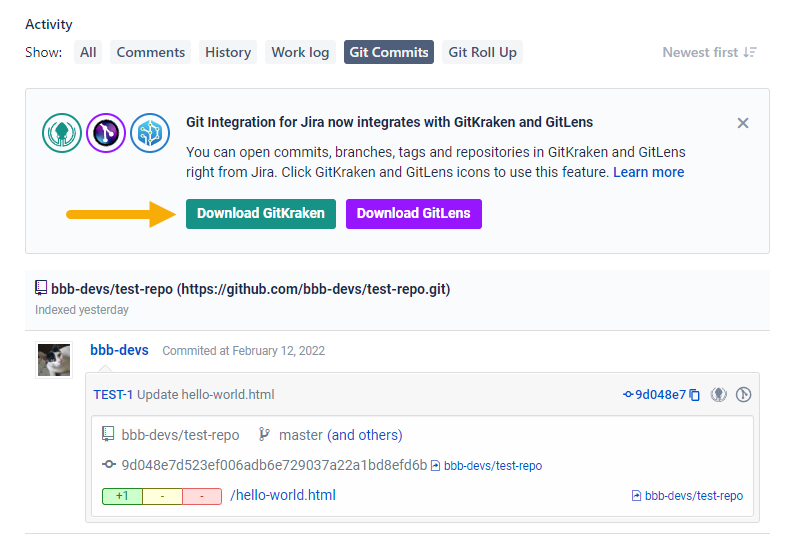 Activity
Show: All Comments History Work log Git Commits Git Roll Up Newest first
Git Integration for Jira now integrates with GitKraken and GitLens
You can open commits, branches, tags and repositories in GitKraken and GitLens
right from Jira. Click GitKraken and GitLens icons to use this feature. Learn more
Download GitKraken Download GitLens
bbb-devs/test-repo (https://github.com/bbb-devs/test-repo.git)
Indexed yesterday
bbb-devs Commited at February 12, 2022
TEST-1 Update hello-world.html 9d048e7
bbb-devs/test-repo master (and others)
9d048e7d523ef006adb6e729037a22a1bd8efd6b bbb-devs/test-repo
+1 - - /hello-world.html bbb-devs/test-repo